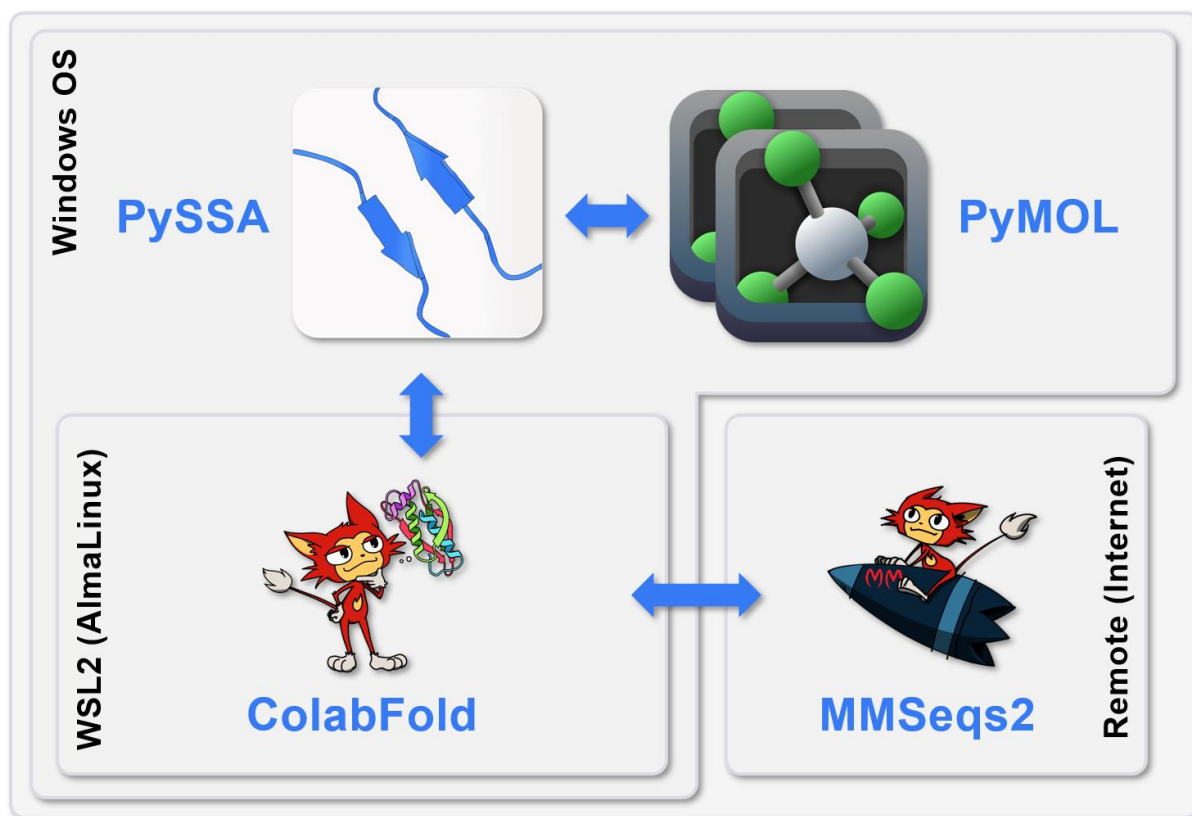 Windows OS
PySSA
PyMOL
WSL2 (AlmaLinux)
ColabFold
MM
MMSeqs2
Remote (Internet)